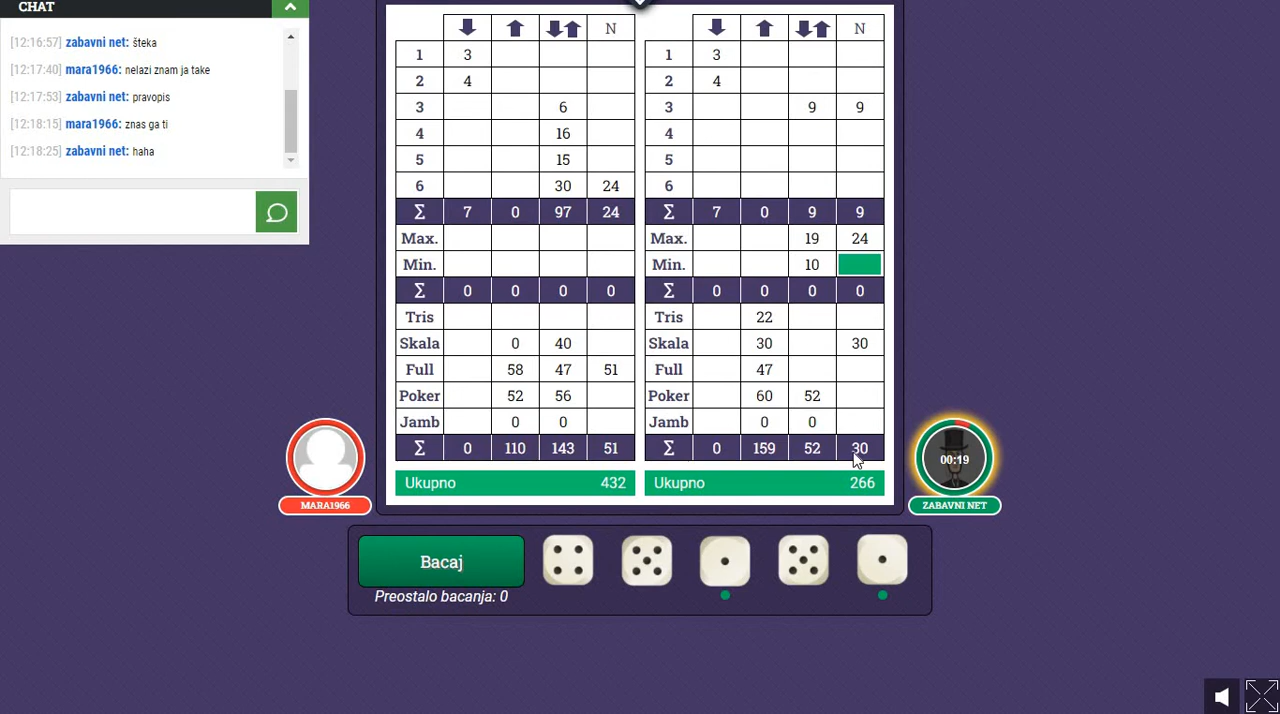 CHAT
[12:16:57] zabavni net: šteka
[12:17:40] mara1966: nelazi znam ja take
[12:17:53] zabavni net: pravopis
[12:18:15] mara1966: znas ga ti
[12:18:25] zabavni net: haha
N
1 3
2 4
3 6
4 16
5 15
6 30 24
Σ 7 0 97 24
Max.
Min.
Σ 0 0 0 0
Tris
Skala 0 40
Full 58 47 51
Poker 52 56
Jamb 0 0
Σ 0 110 143 51
Ukupno 432
N
1 3
2 4
3 9 9
4
5
6
Σ 7 0 9 9
Max. 19 24
Min. 10
Σ 0 0 0 0
Tris 22
Skala 30 30
Full 47
Poker 60 52
Jamb 0 0
Σ 0 159 52 30
Ukupno 266
MARA1966
00:19
ZABAVNI NET
Bacaj
Preostalo bacanja: 0